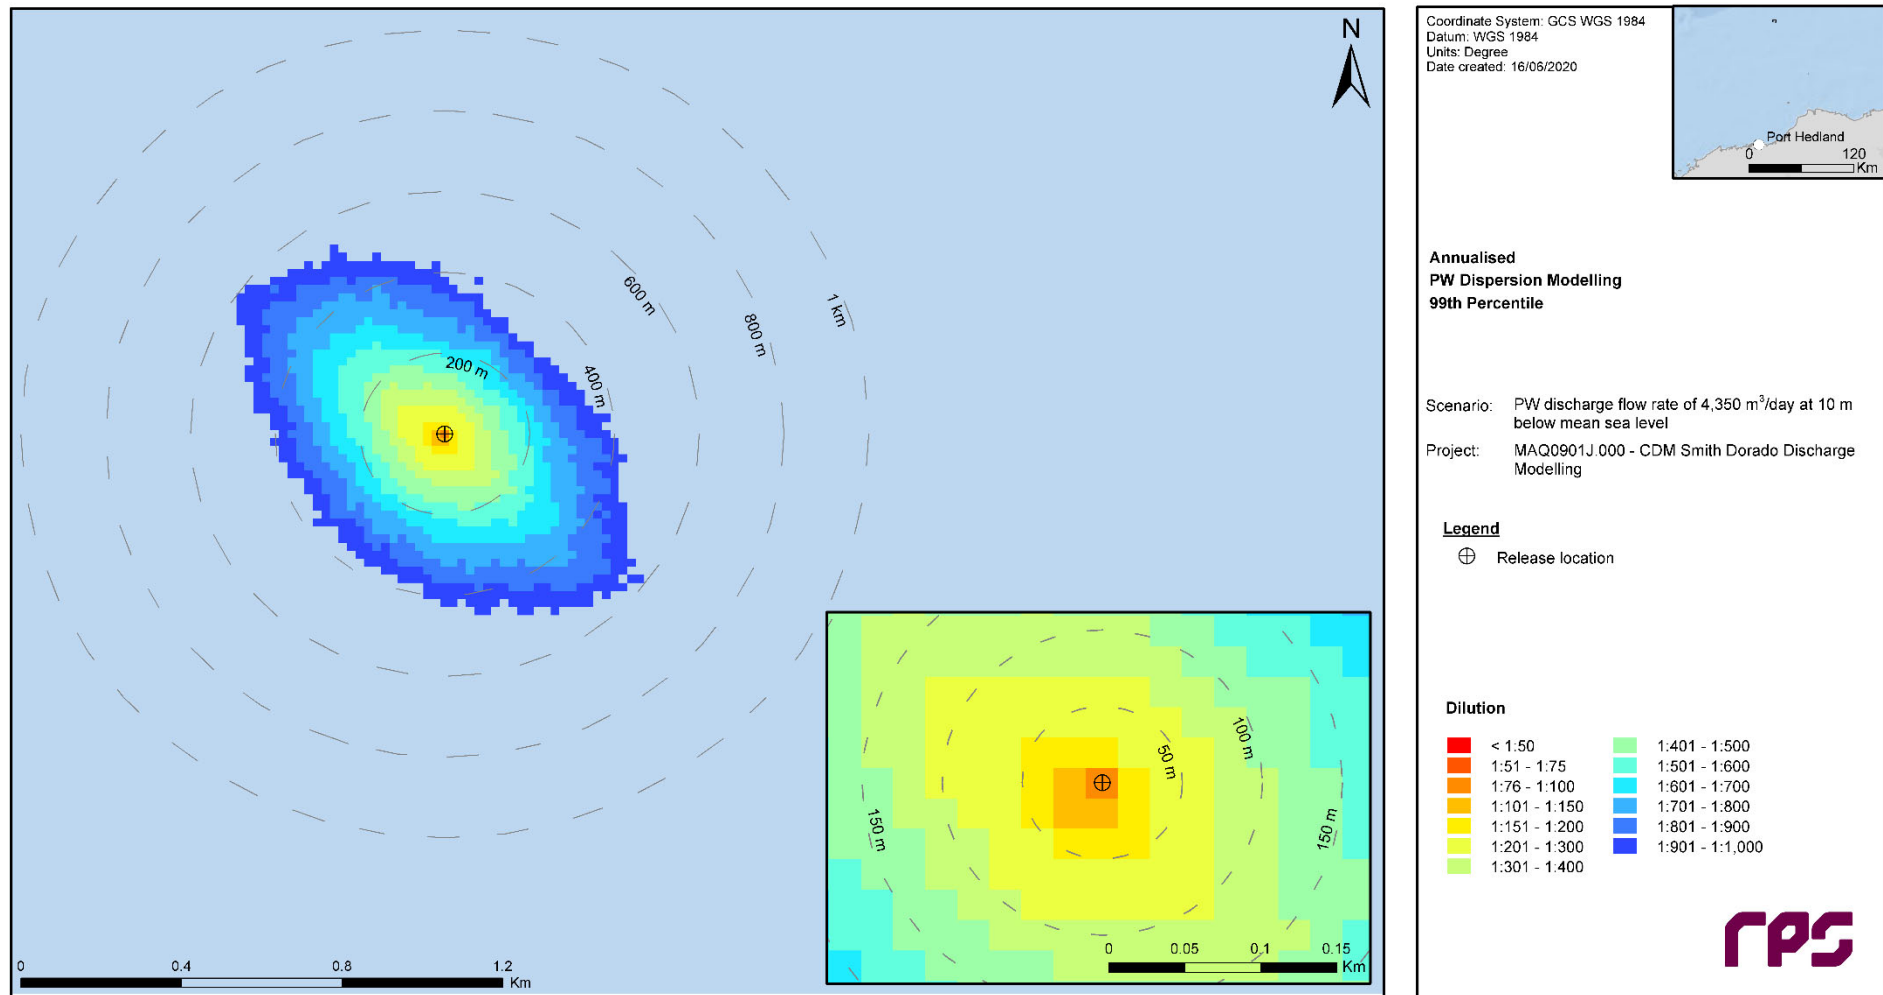 N
600 m
1 km
800 m
200 m
400 m
0
0.4
0.8
1.2
Km
50 m
100 m
150 m
150 m
0
0.05
0.1
0.15
Km
Coordinate System: GCS WGS 1984
Datum: WGS 1984
Units: Degree
Date created: 16/06/2020
Port Hedland
0
120
Km
Annualised
PW Dispersion Modelling
99th Percentile
Scenario: PW discharge flow rate of 4,350 m³/day at 10 m
below mean sea level
Project: MAQ0901J.000 - CDM Smith Dorado Discharge
Modelling
Legend
Release location
Dilution
< 1:50
1:51 - 1:75
1:76 - 1:100
1:101 - 1:150
1:151 - 1:200
1:201 - 1:300
1:301 - 1:400
1:401 - 1:500
1:501 - 1:600
1:601 - 1:700
1:701 - 1:800
1:801 - 1:900
1:901 - 1:1,000
rps